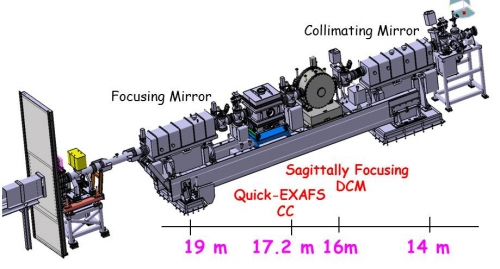 Collimating Mirror
Focusing Mirror
Sagittally Focusing
DCM
Quick-EXAFS
CC
19 m 17.2 m 16m 14 m